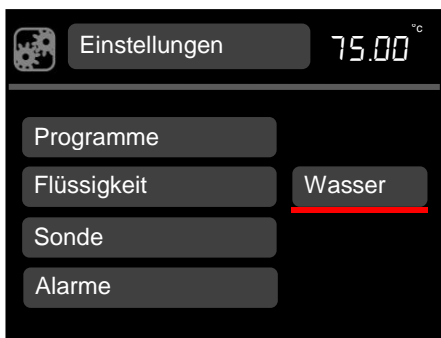 Einstellungen 75.00 °C
Programme
Flüssigkeit Wasser
Sonde
Alarme